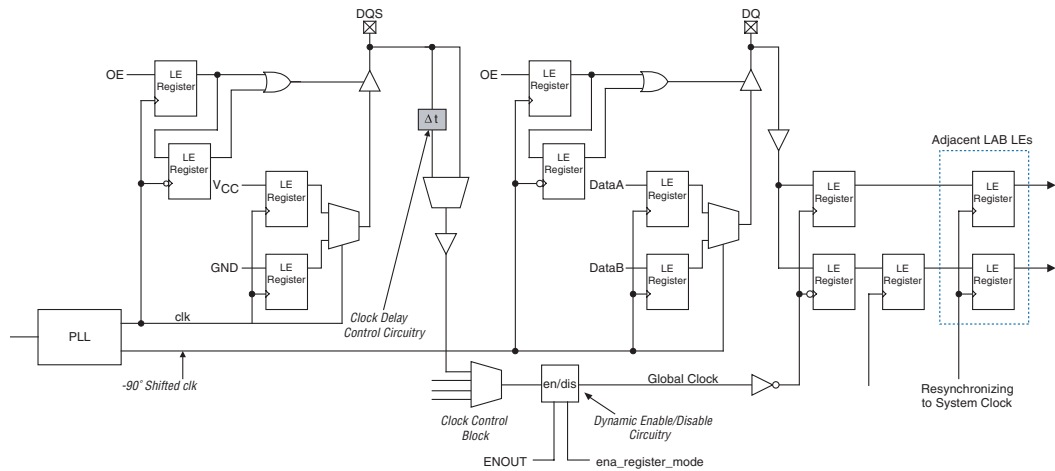 DQS
DQ
OE
LE
Register
OE
LE
Register
Δ t
Adjacent LAB LEs
LE
Register
LE
Register
VCC
LE
Register
DataA
LE
Register
LE
Register
LE
Register
GND
LE
Register
DataB
LE
Register
LE
Register
LE
Register
LE
Register
PLL
clk
Clock Delay
Control Circuitry
-90˚ Shifted clk
en/dis
Global Clock
Resynchronizing
to System Clock
Clock Control
Block
Dynamic Enable/Disable
Circuitry
ENOUT
ena_register_mode